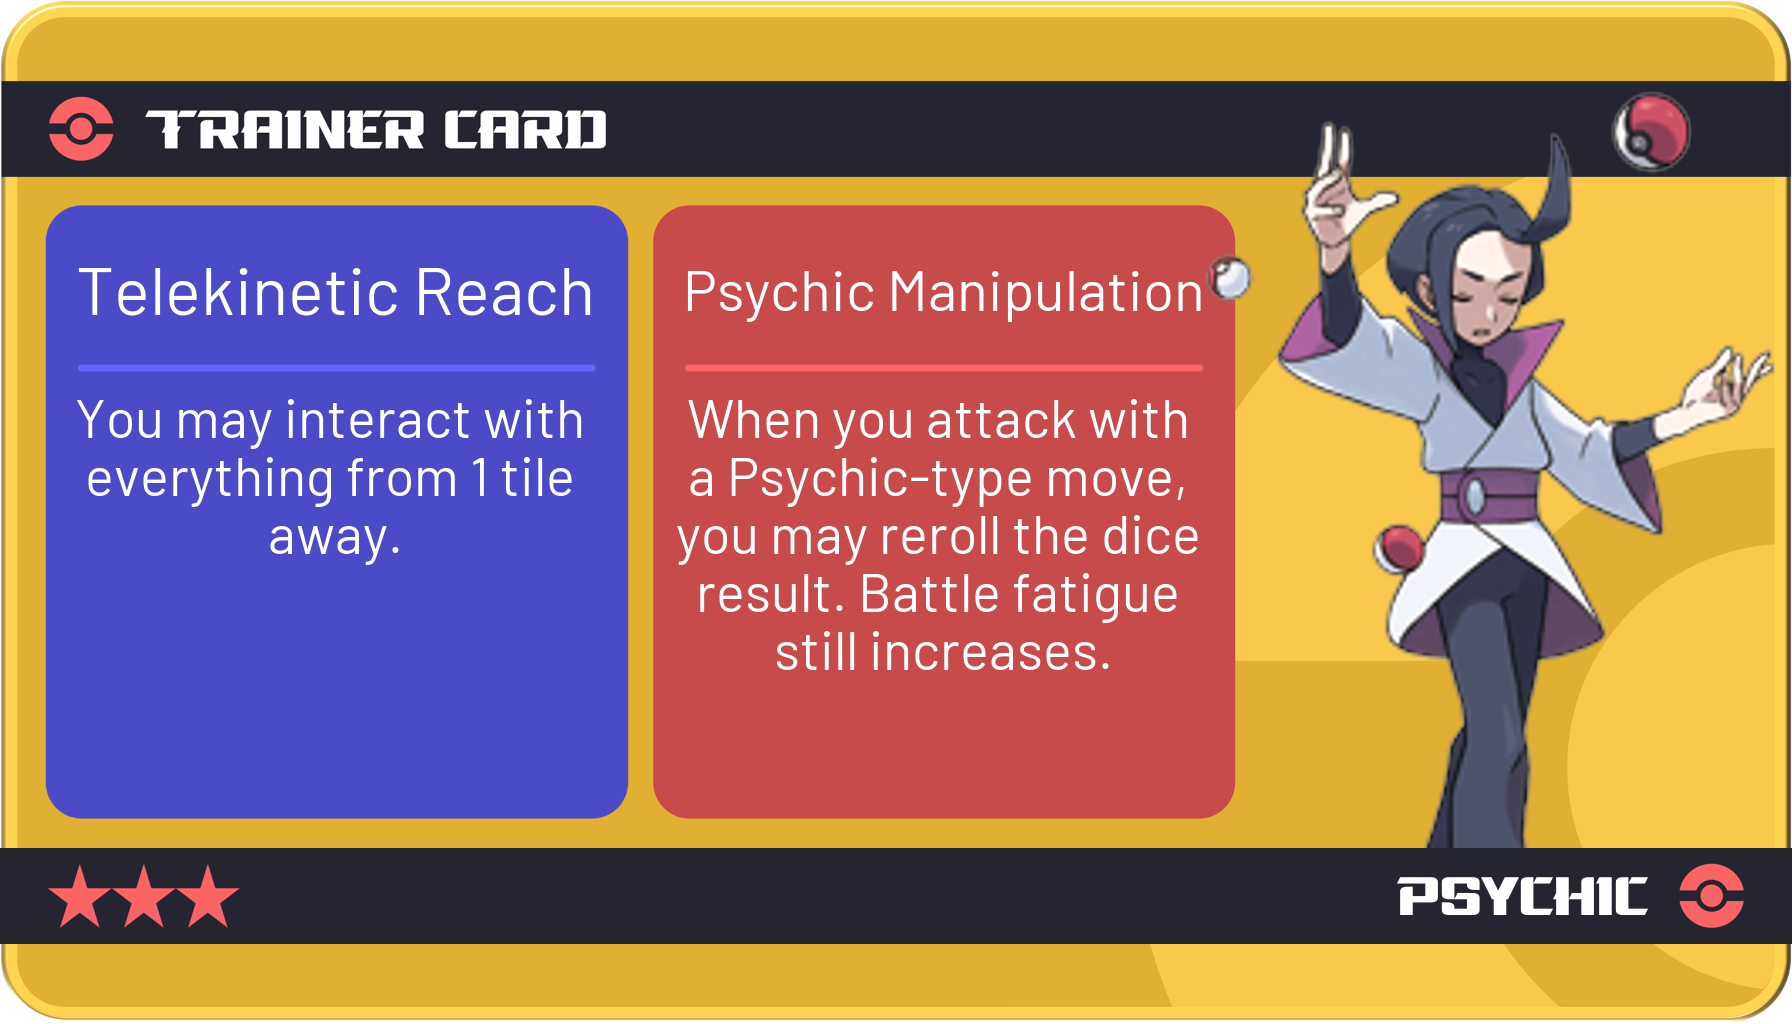 TRAINER CARD
Telekinetic Reach
You may interact with
everything from 1 tile
away.
Psychic Manipulation
When you attack with
a Psychic-type move,
you may reroll the dice
result. Battle fatigue
still increases.
PSYCHIC